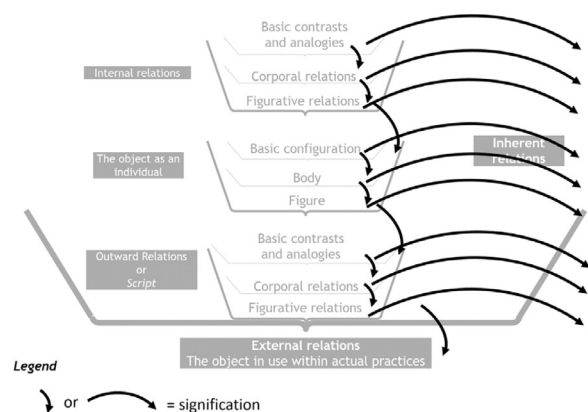 Basic contrasts
and analogies
Internal relations
Corporal relations
Figurative relations
Basic configuration
Inherent
relations
The object as an
individual
Body
Figure
Basic contrasts
and analogies
Outward Relations
or
Script
Corporal relations
Figurative relations
External relations
The object in use within actual practices
Legend
or
= signification